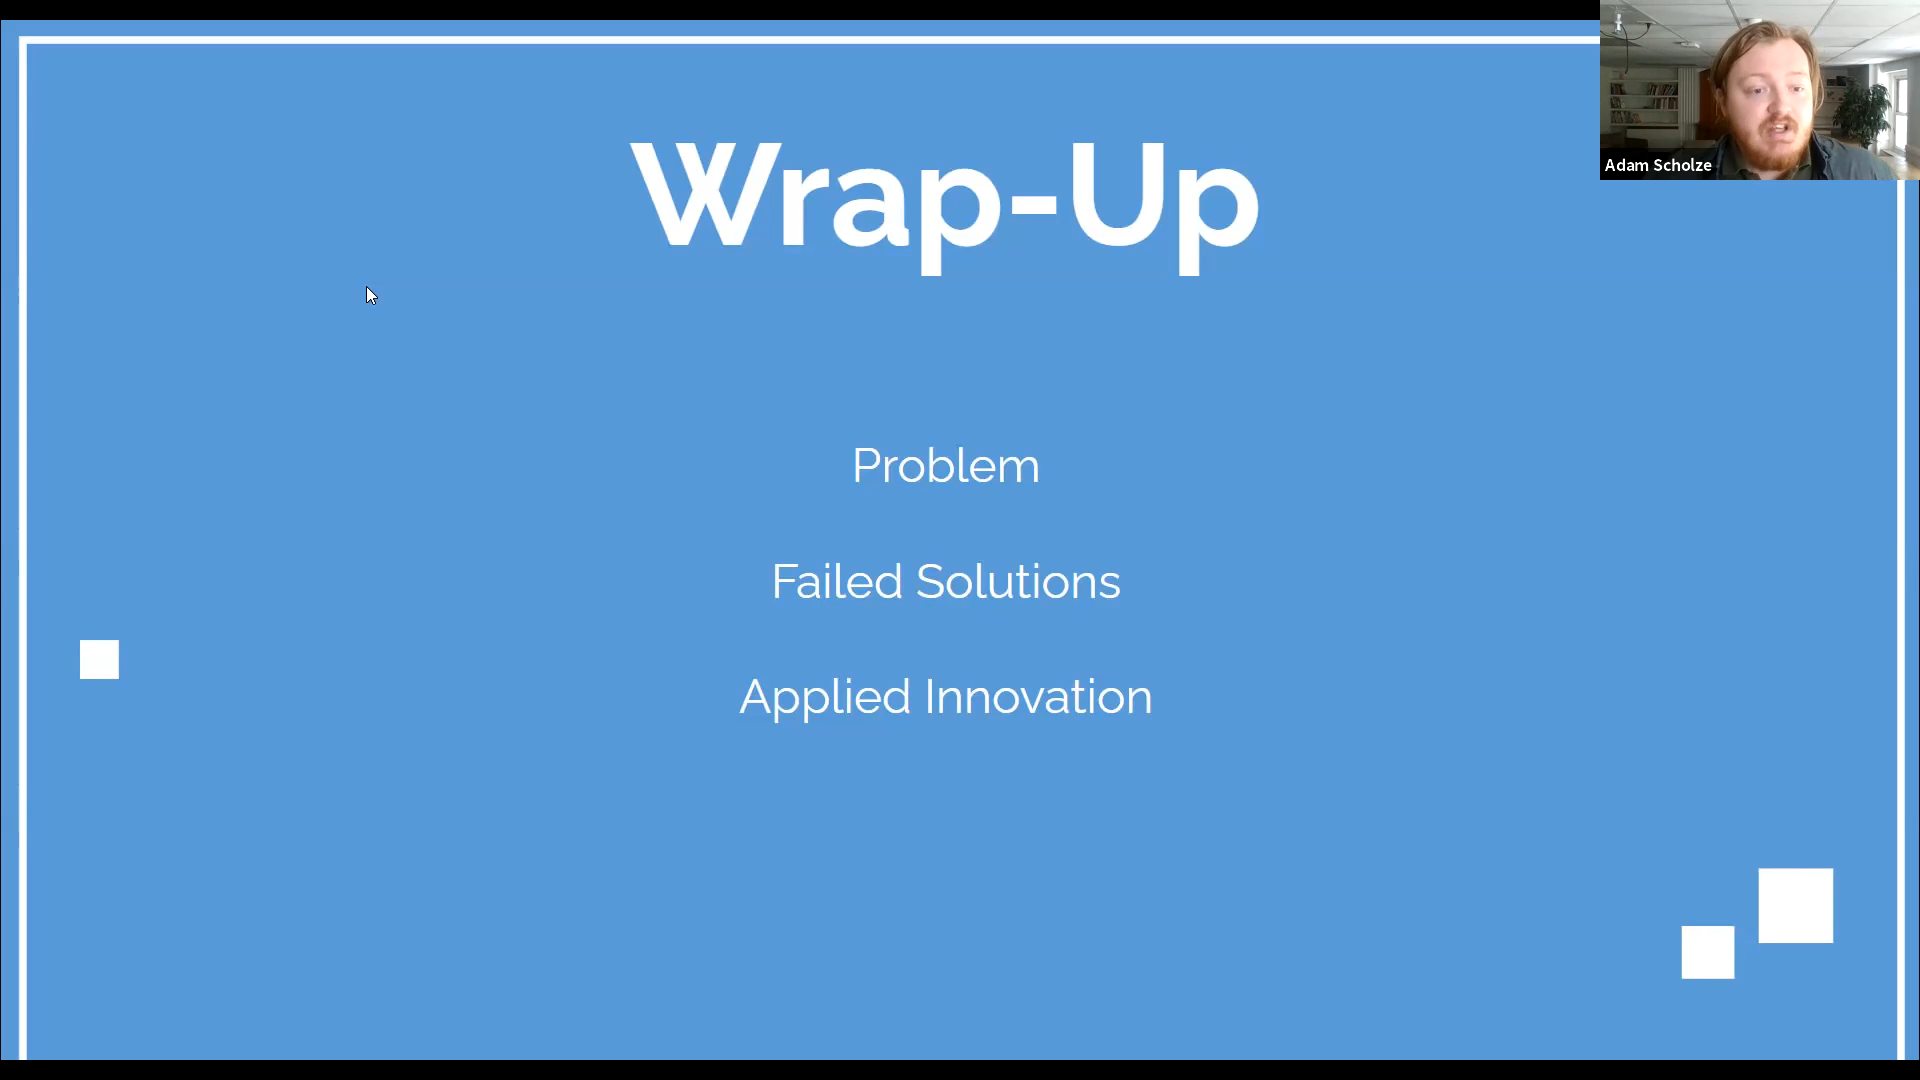 Wrap-Up
Adam Scholze
Problem
Failed Solutions
Applied Innovation